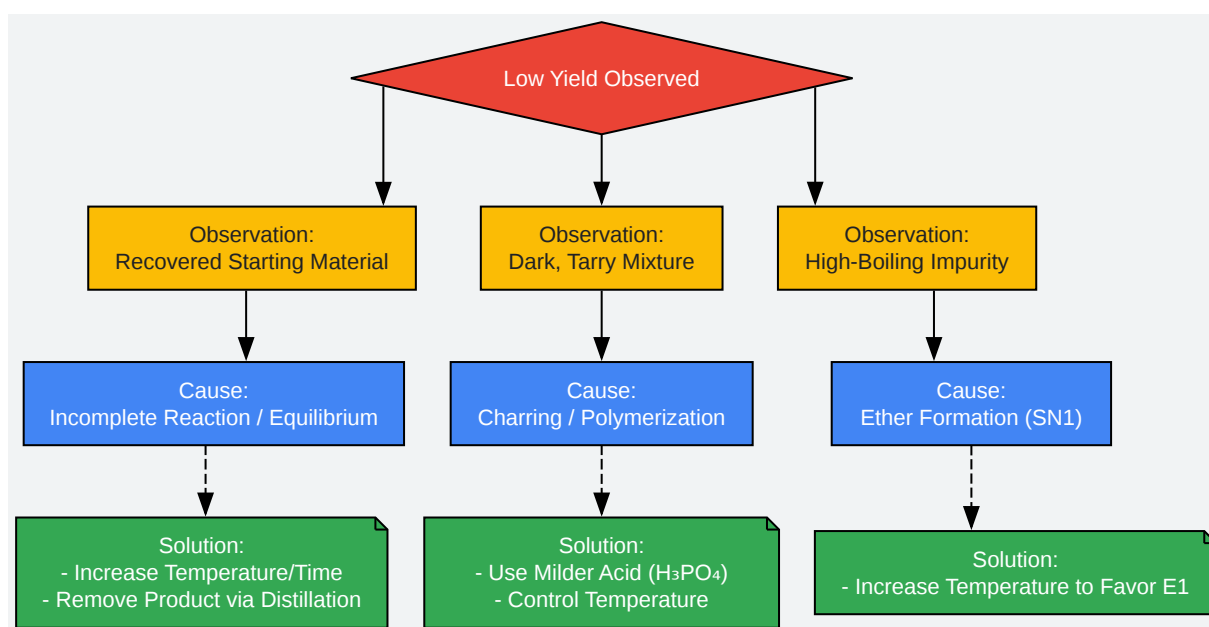 Low Yield Observed
Observation:
Recovered Starting Material
Observation:
Dark, Tarry Mixture
Observation:
High-Boiling Impurity
Cause:
Incomplete Reaction / Equilibrium
Cause:
Charring / Polymerization
Cause:
Ether Formation (SN1)
Solution:
- Increase Temperature/Time
- Remove Product via Distillation
Solution:
- Use Milder Acid (H₃PO₄)
- Control Temperature
Solution:
- Increase Temperature to Favor E1